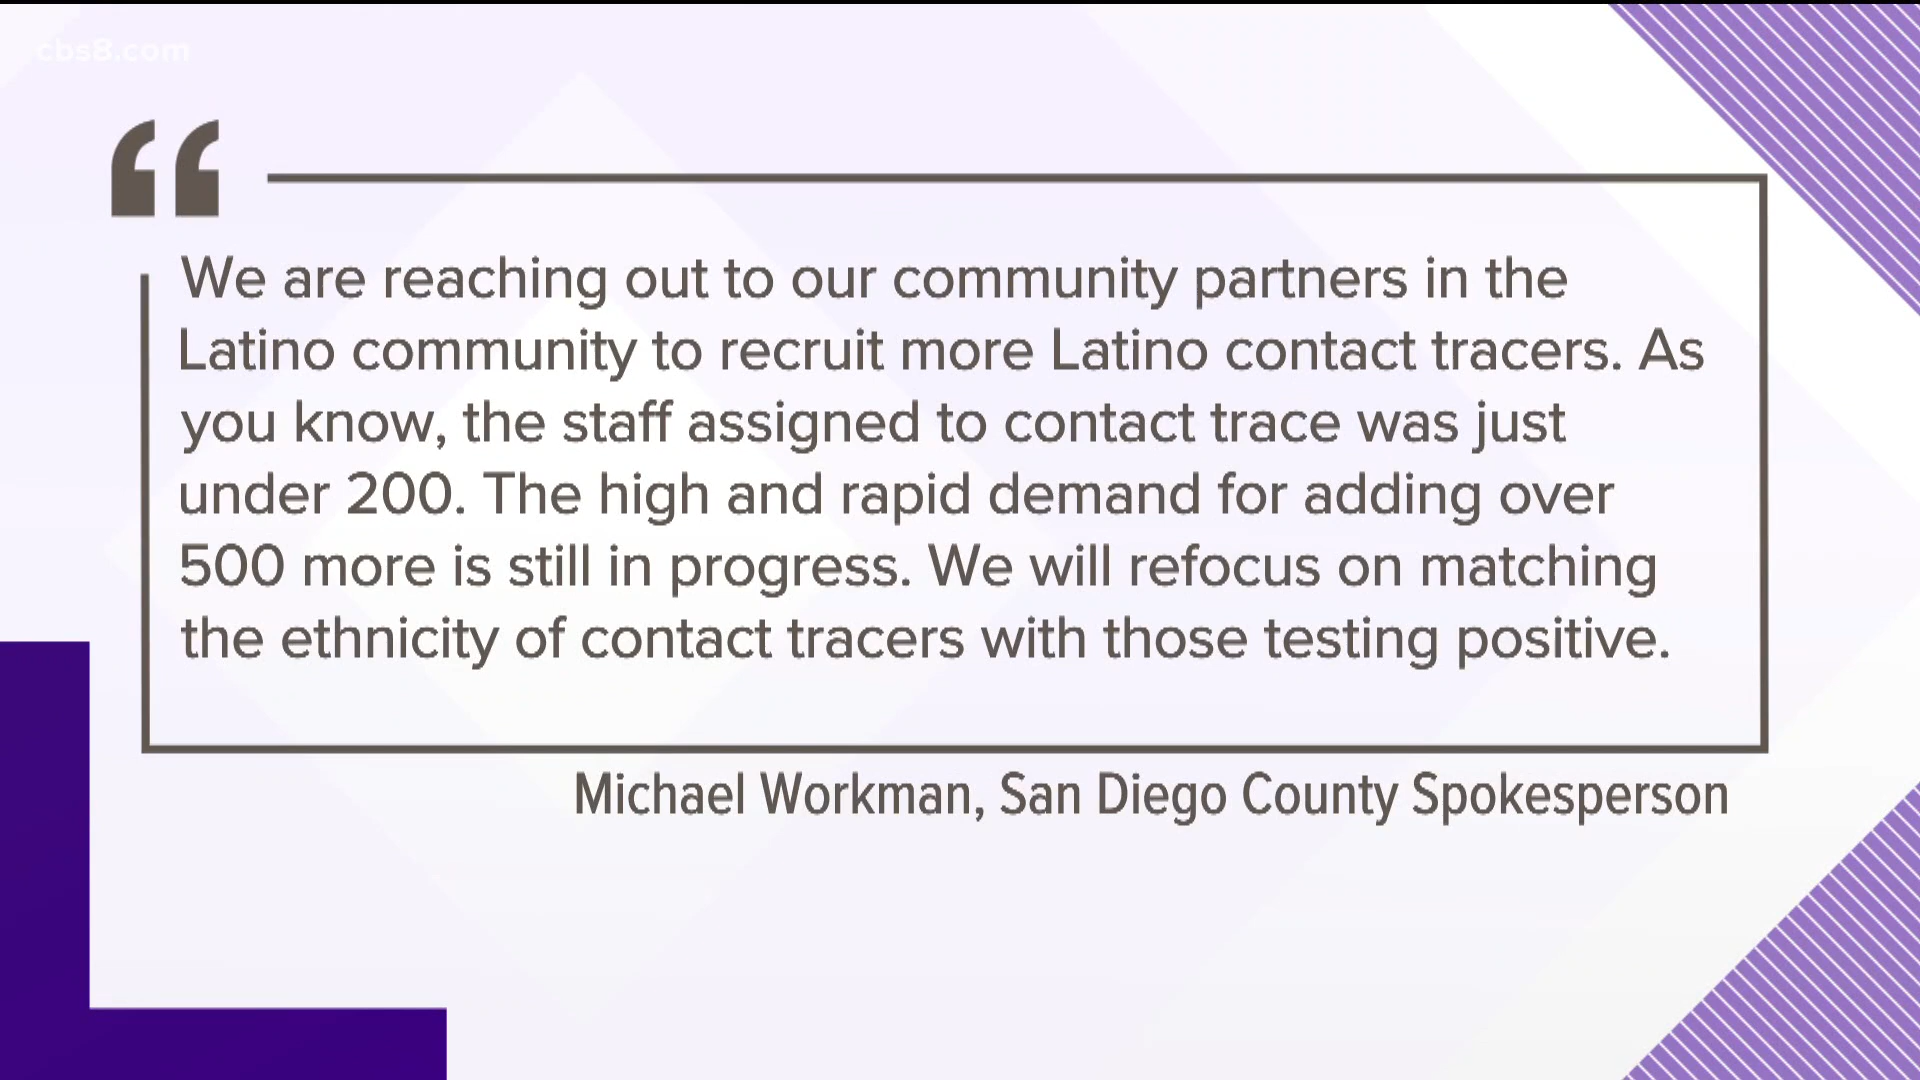 cbs8.com
“
We are reaching out to our community partners in the
Latino community to recruit more Latino contact tracers. As
you know, the staff assigned to contact trace was just
under 200. The high and rapid demand for adding over
500 more is still in progress. We will refocus on matching
the ethnicity of contact tracers with those testing positive.
Michael Workman, San Diego County Spokesperson